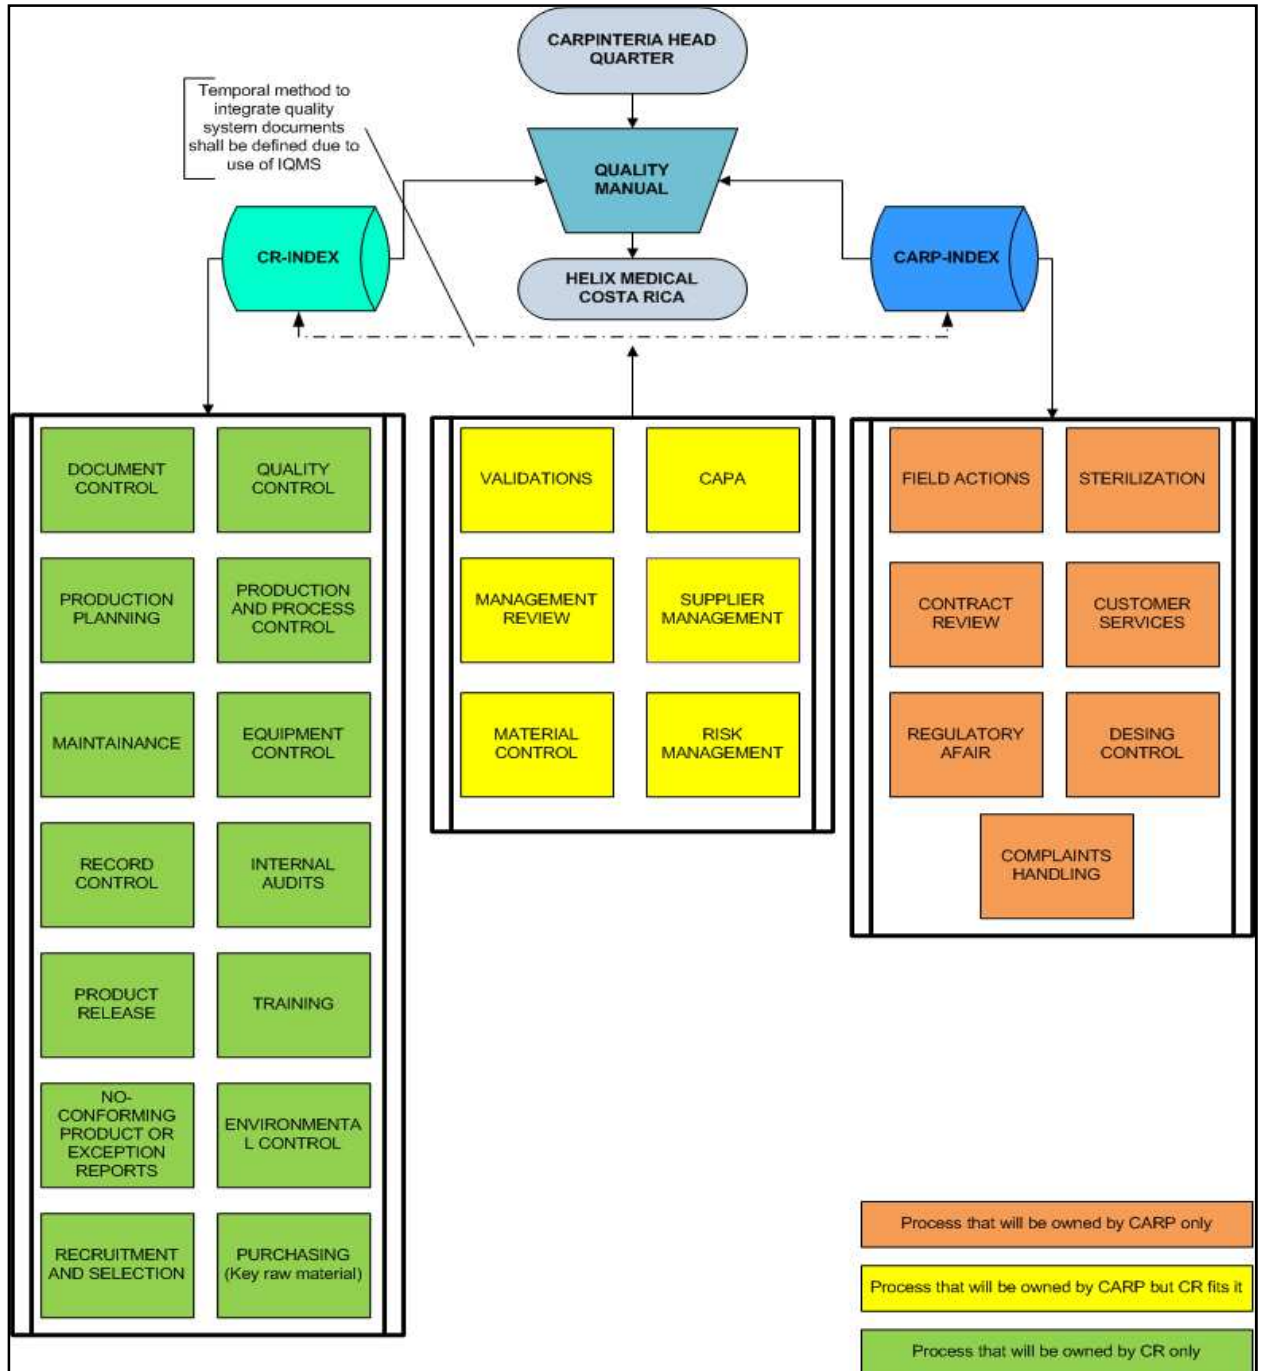 CARPINTERIA HEAD
QUARTER
Temporal method to
integrate quality
system documents
shall be defined due to
use of IQMS
QUALITY
MANUAL
CR-INDEX
CARP-INDEX
HELIX MEDICAL
COSTA RICA
DOCUMENT
CONTROL
QUALITY
CONTROL
PRODUCTION
PLANNING
PRODUCTION
AND PROCESS
CONTROL
MAINTAINANCE
EQUIPMENT
CONTROL
RECORD
CONTROL
INTERNAL
AUDITS
PRODUCT
RELEASE
TRAINING
NO-
CONFORMING
PRODUCT OR
EXCEPTION
REPORTS
ENVIRONMENTA
L CONTROL
RECRUITMENT
AND SELECTION
PURCHASING
(Key raw material)
VALIDATIONS
CAPA
MANAGEMENT
REVIEW
SUPPLIER
MANAGEMENT
MATERIAL
CONTROL
RISK
MANAGEMENT
FIELD ACTIONS
STERILIZATION
CONTRACT
REVIEW
CUSTOMER
SERVICES
REGULATORY
AFAIR
DESING
CONTROL
COMPLAINTS
HANDLING
Process that will be owned by CARP only
Process that will be owned by CARP but CR fits it
Process that will be owned by CR only